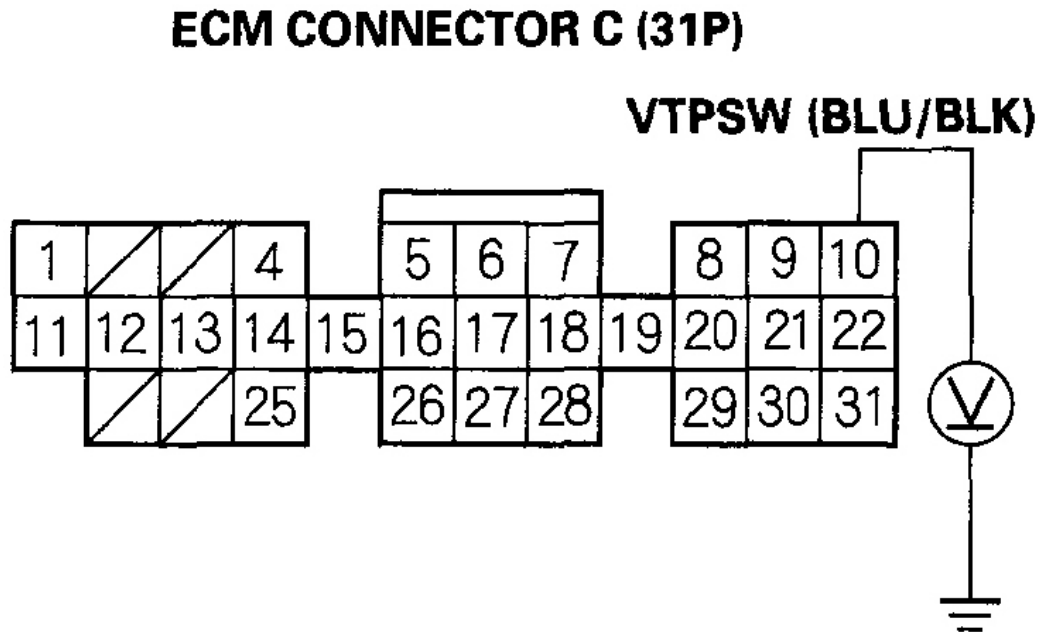 ECM CONNECTOR C (31P)
VTPSW (BLU/BLK)
1 4 5 6 7 8 9 10
11 12 13 14 15 16 17 18 19 20 21 22
25 26 27 28 29 30 31
V